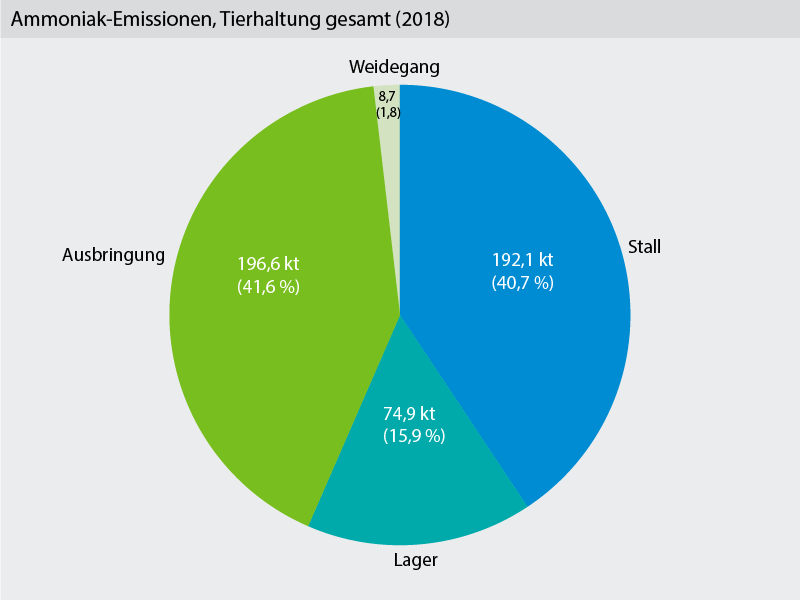 Ammoniak-Emissionen, Tierhaltung gesamt (2018)
Weidegang
8,7
(1,8)
Stall
192,1 kt
(40,7 %)
Ausbringung
196,6 kt
(41,6 %)
74,9 kt
(15,9 %)
Lager